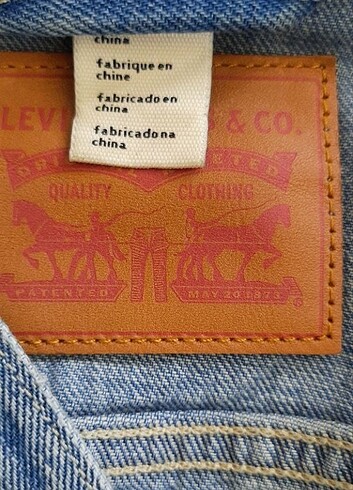 china
fabrique en
chine
fabricado en
china
fabricado na
china
LEVI S & CO.
QUALITY CLOTHING
PATENTED MAY 20 1873